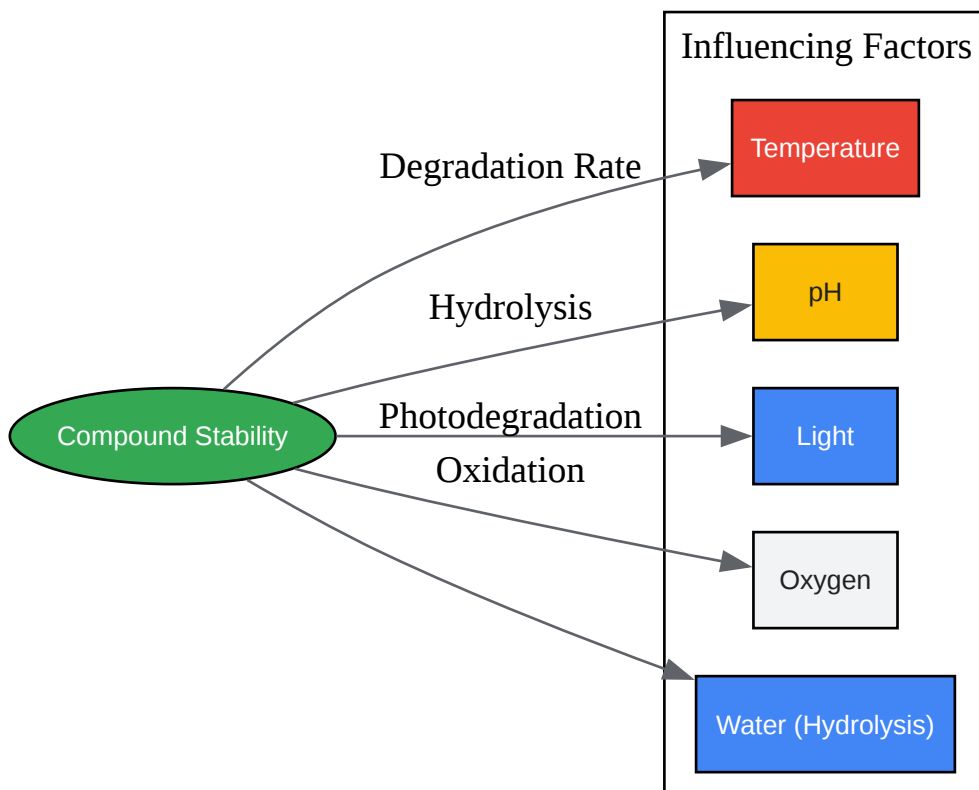 Influencing Factors
Temperature
Degradation Rate
pH
Hydrolysis
Compound Stability
Photodegradation
Light
Oxidation
Oxygen
Water (Hydrolysis)